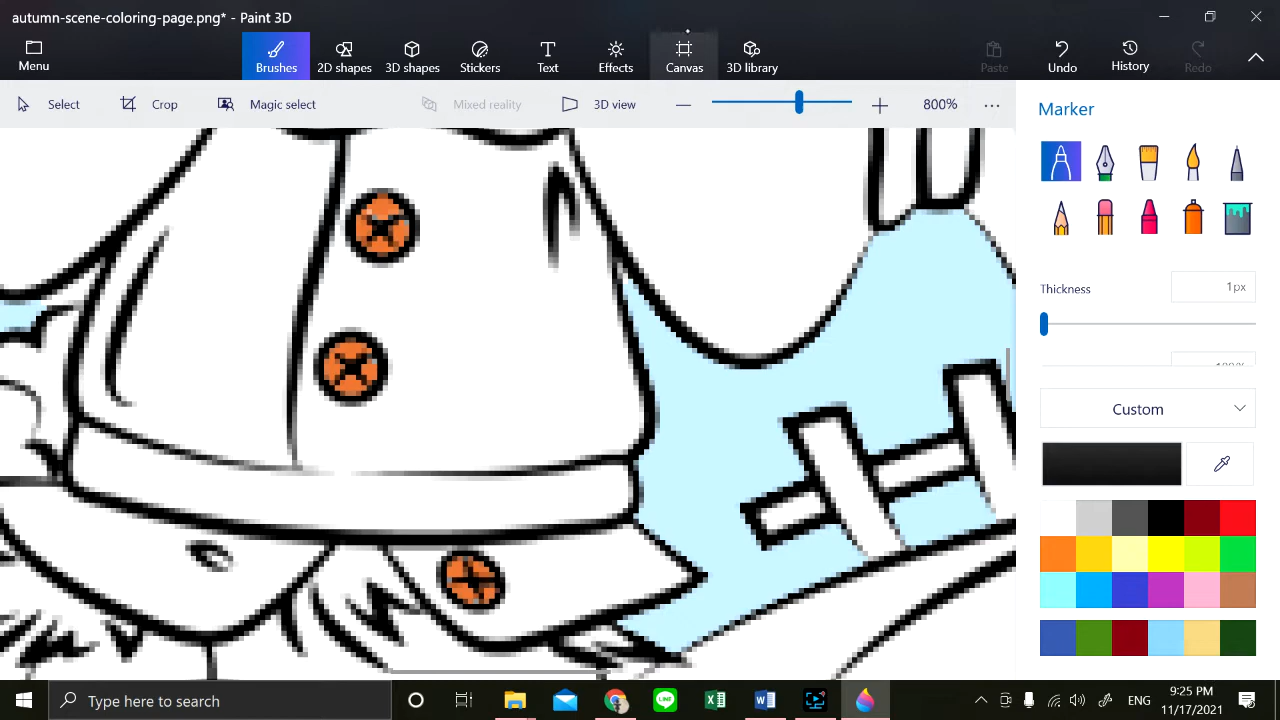 autumn-scene-coloring-page.png* - Paint 3D
Menu
Brushes
2D shapes
3D shapes
Stickers
Text
Effects
Canvas
3D library
Paste
Undo
History
Redo
Select
Crop
Magic select
Mixed reality
3D view
800%
Marker
Thickness
1px
Custom
Type here to search
ENG
9:25 PM
11/17/2021